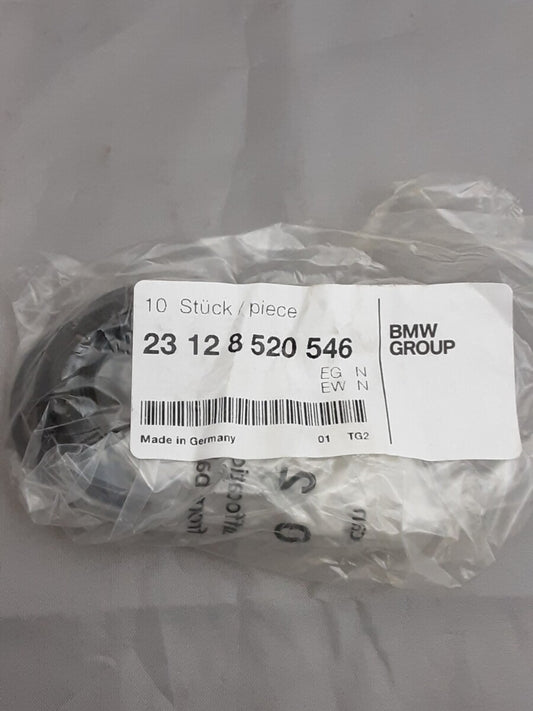 10 Stück / piece
23 12 8 520 546
EG N
EW N
Made in Germany
01 TG2
BMW
GROUP